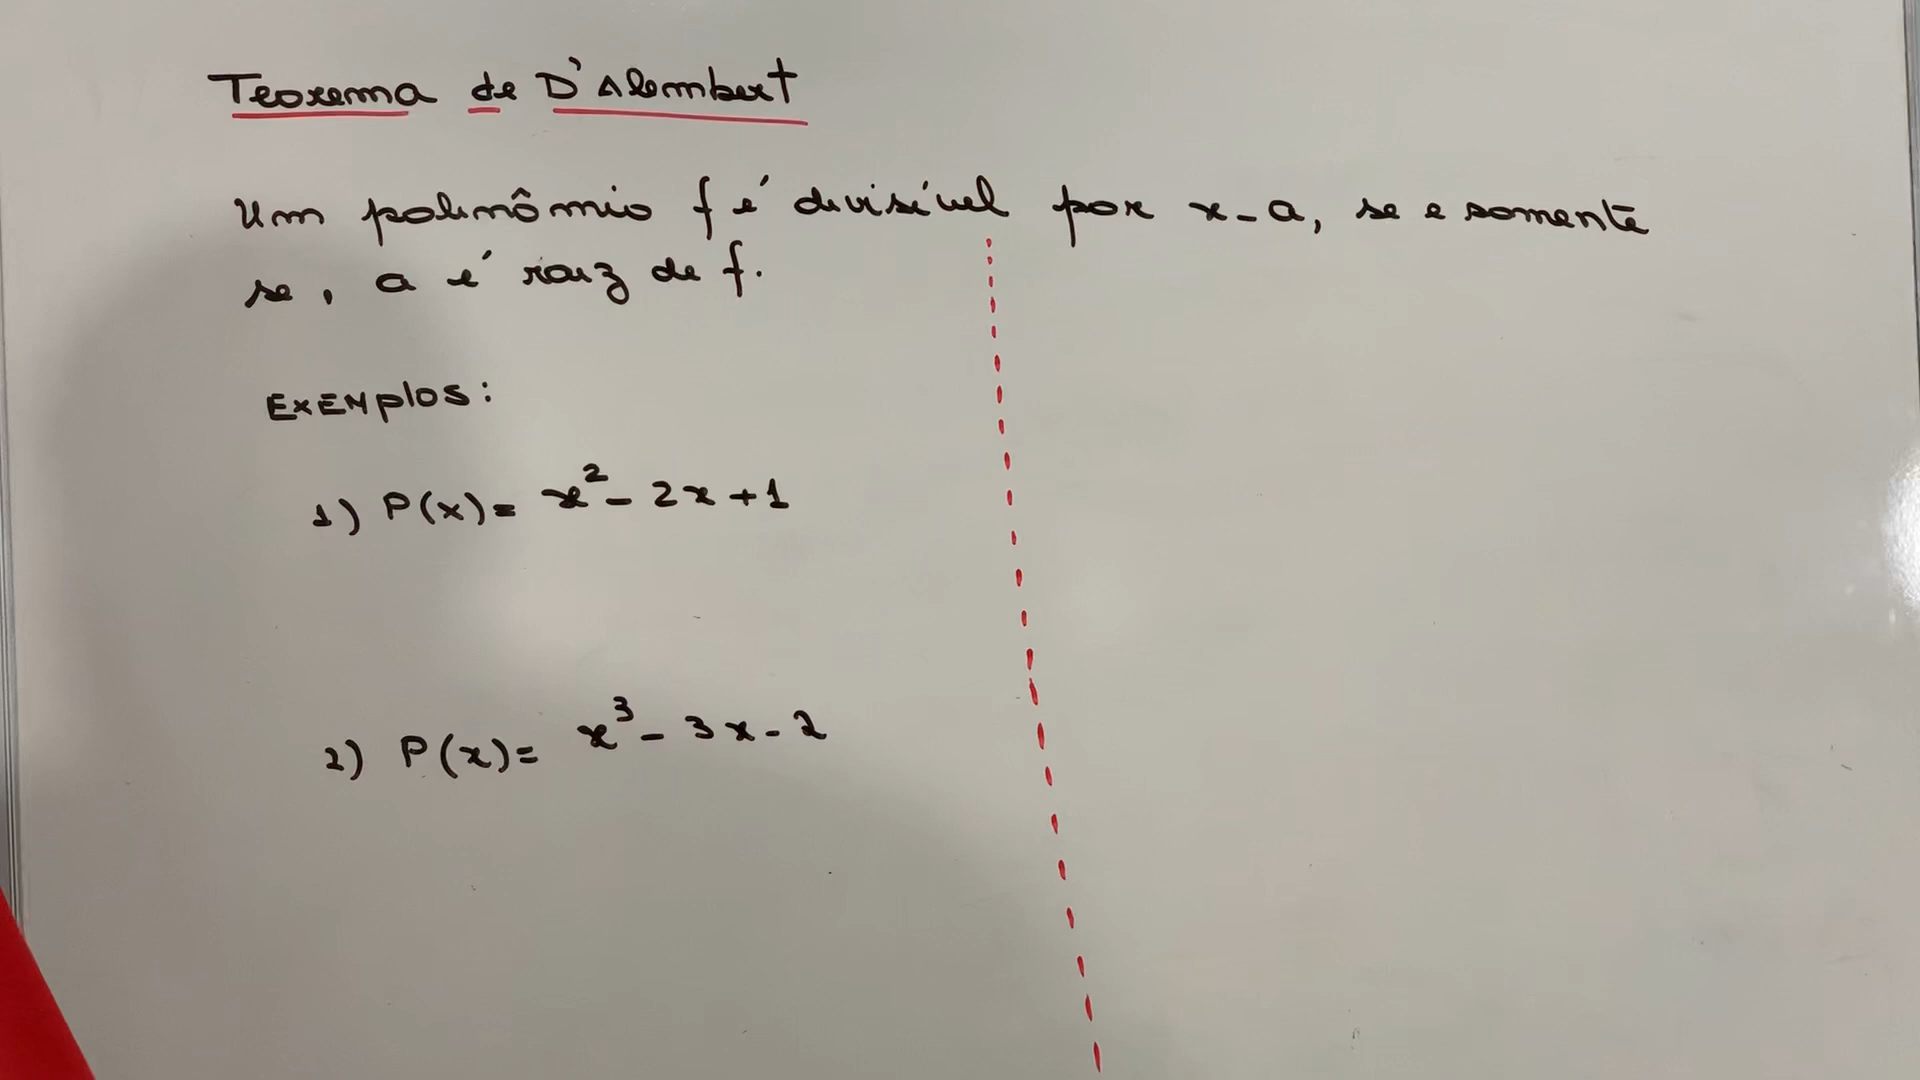 Teorema de D'Alembert
Um polinômio f é divisível por x-a, se e somente
se, a é raiz de f.
Exemplos:
1) P(x)= x² - 2x + 1
2) P(x)= x³ - 3x - 2